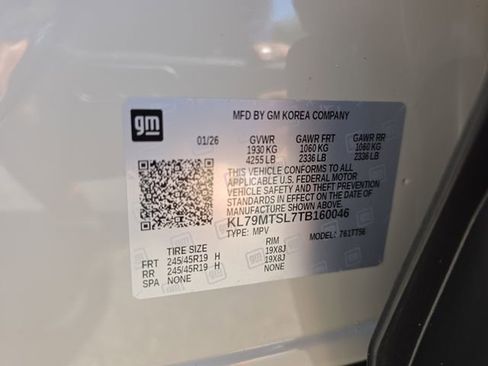 gm
MFD BY GM KOREA COMPANY
01/26 GVWR GAWR FRT GAWR RR
1930 KG 1060 KG 1060 KG
4255 LB 2336 LB 2336 LB
THIS VEHICLE CONFORMS TO ALL
APPLICABLE U.S. FEDERAL MOTOR
VEHICLE SAFETY AND THEFT PREVENTION
STANDARDS IN EFFECT ON THE DATE OF
MANUFACTURE SHOWN ABOVE.
KL79MTSL7TB160046
TYPE: MPV MODEL: 761TT56
TIRE SIZE RIM
FRT 245/45R19 H 19X8J
RR 245/45R19 H 19X8J
SPA NONE NONE